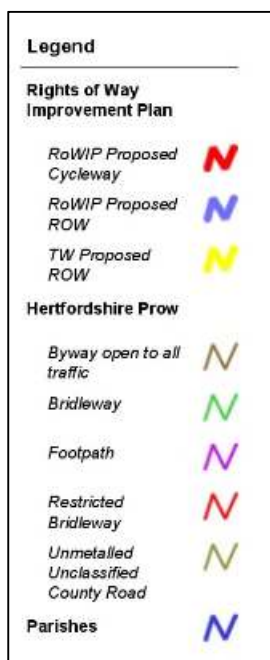 Legend
Rights of Way
Improvement Plan
RoWIP Proposed
Cycleway
RoWIP Proposed
ROW
TW Proposed
ROW
Hertfordshire Prow
Byway open to all
traffic
Bridleway
Footpath
Restricted
Bridleway
Unmetalled
Unclassified
County Road
Parishes